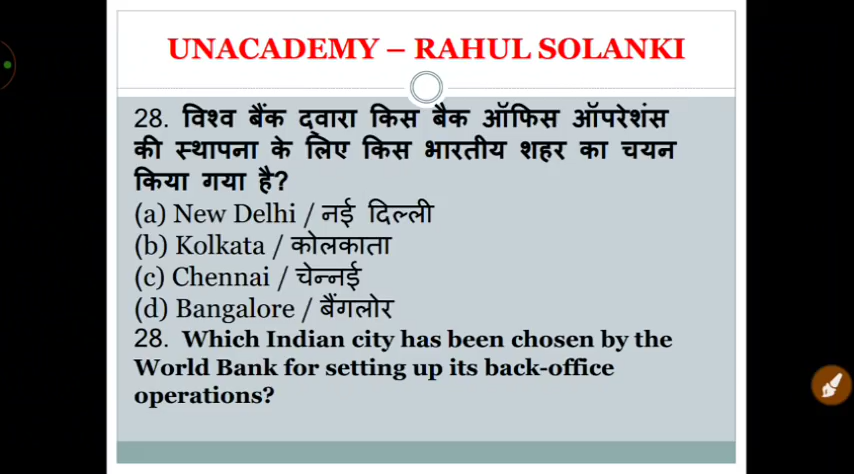 UNACADEMY – RAHUL SOLANKI
28. विश्व बैंक द्वारा किस बैक ऑफिस ऑपरेशंस
की स्थापना के लिए किस भारतीय शहर का चयन
किया गया है?
(a) New Delhi / नई दिल्ली
(b) Kolkata / कोलकाता
(c) Chennai / चेन्नई
(d) Bangalore / बैंगलोर
28. Which Indian city has been chosen by the
World Bank for setting up its back-office
operations?